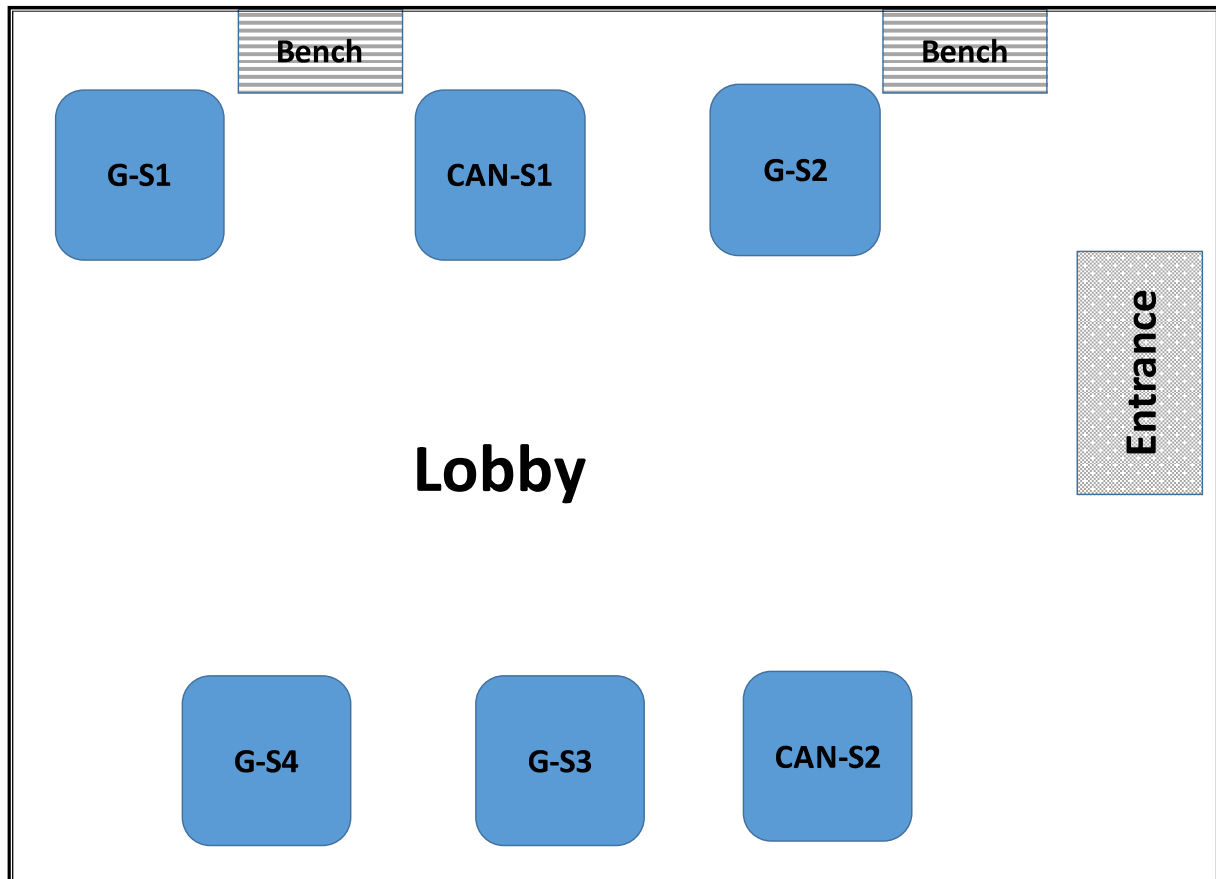 Bench
Bench
G-S1
CAN-S1
G-S2
Entrance
Lobby
G-S4
G-S3
CAN-S2